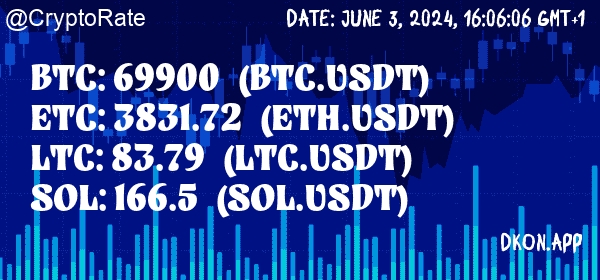 @CryptoRate
DATE: JUNE 3, 2024, 16:06:06 GMT+1
BTC: 69900 (BTC.USDT)
ETC: 3831.72 (ETH.USDT)
LTC: 83.79 (LTC.USDT)
SOL: 166.5 (SOL.USDT)
DKON.APP